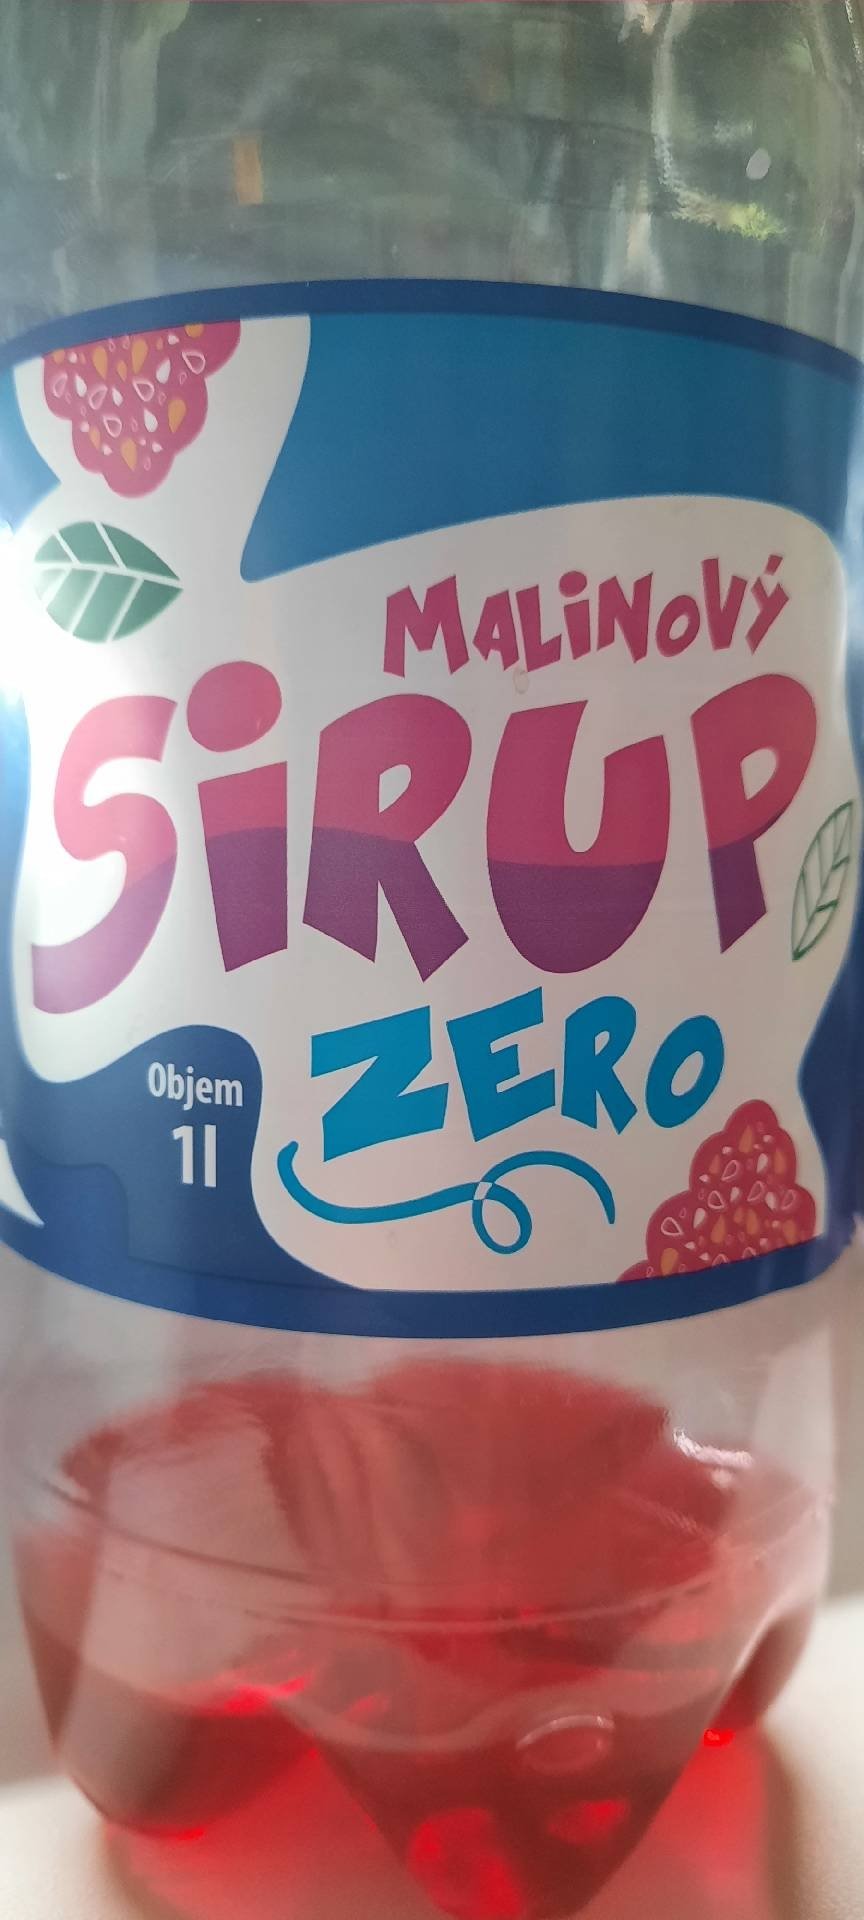 MALiNOVÝ
SiRUP
ZERO
Objem
1l